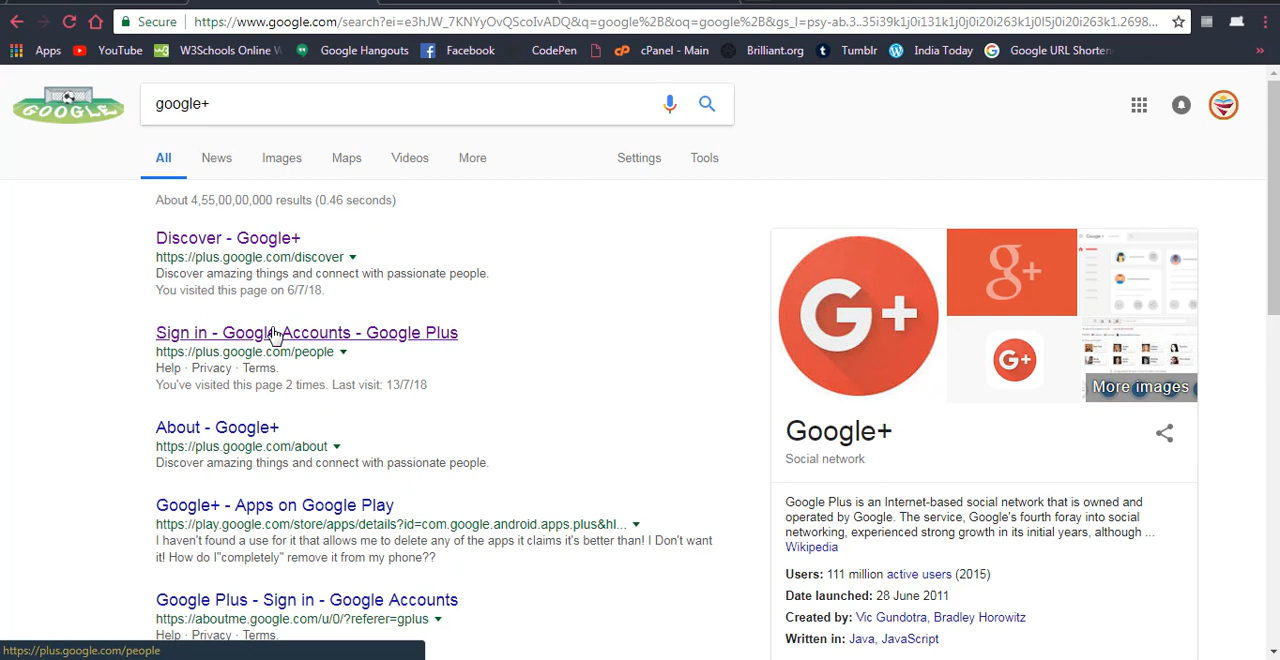 Secure https://www.google.com/search?ei=e3hJW_7KNYyOvQScoIvADQ&q=google%2B&oq=google%2B&gs_l=psy-ab.3..35i39k1j0i131k1j0j0i20i263k1j0l5j0i20i263k1.2698...
Apps YouTube W3Schools Online W Google Hangouts Facebook CodePen cPanel - Main Brilliant.org Tumblr India Today Google URL Shorten »
GOOGLE google+
All News Images Maps Videos More Settings Tools
About 4,55,00,00,000 results (0.46 seconds)
Discover - Google+
https://plus.google.com/discover
Discover amazing things and connect with passionate people.
You visited this page on 6/7/18.
Sign in - Google Accounts - Google Plus
https://plus.google.com/people
Help · Privacy · Terms.
You've visited this page 2 times. Last visit: 13/7/18
About - Google+
https://plus.google.com/about
Discover amazing things and connect with passionate people.
Google+ - Apps on Google Play
https://play.google.com/store/apps/details?id=com.google.android.apps.plus&hl...
I haven't found a use for it that allows me to delete any of the apps it claims it's better than! I Don't want
it! How do I"completely" remove it from my phone??
Google Plus - Sign in - Google Accounts
https://aboutme.google.com/u/0/?referer=gplus
Help · Privacy · Terms.
https://plus.google.com/people
G+
g+
G+
More images
Google+
Social network
Google Plus is an Internet-based social network that is owned and
operated by Google. The service, Google's fourth foray into social
networking, experienced strong growth in its initial years, although ...
Wikipedia
Users: 111 million active users (2015)
Date launched: 28 June 2011
Created by: Vic Gundotra, Bradley Horowitz
Written in: Java, JavaScript